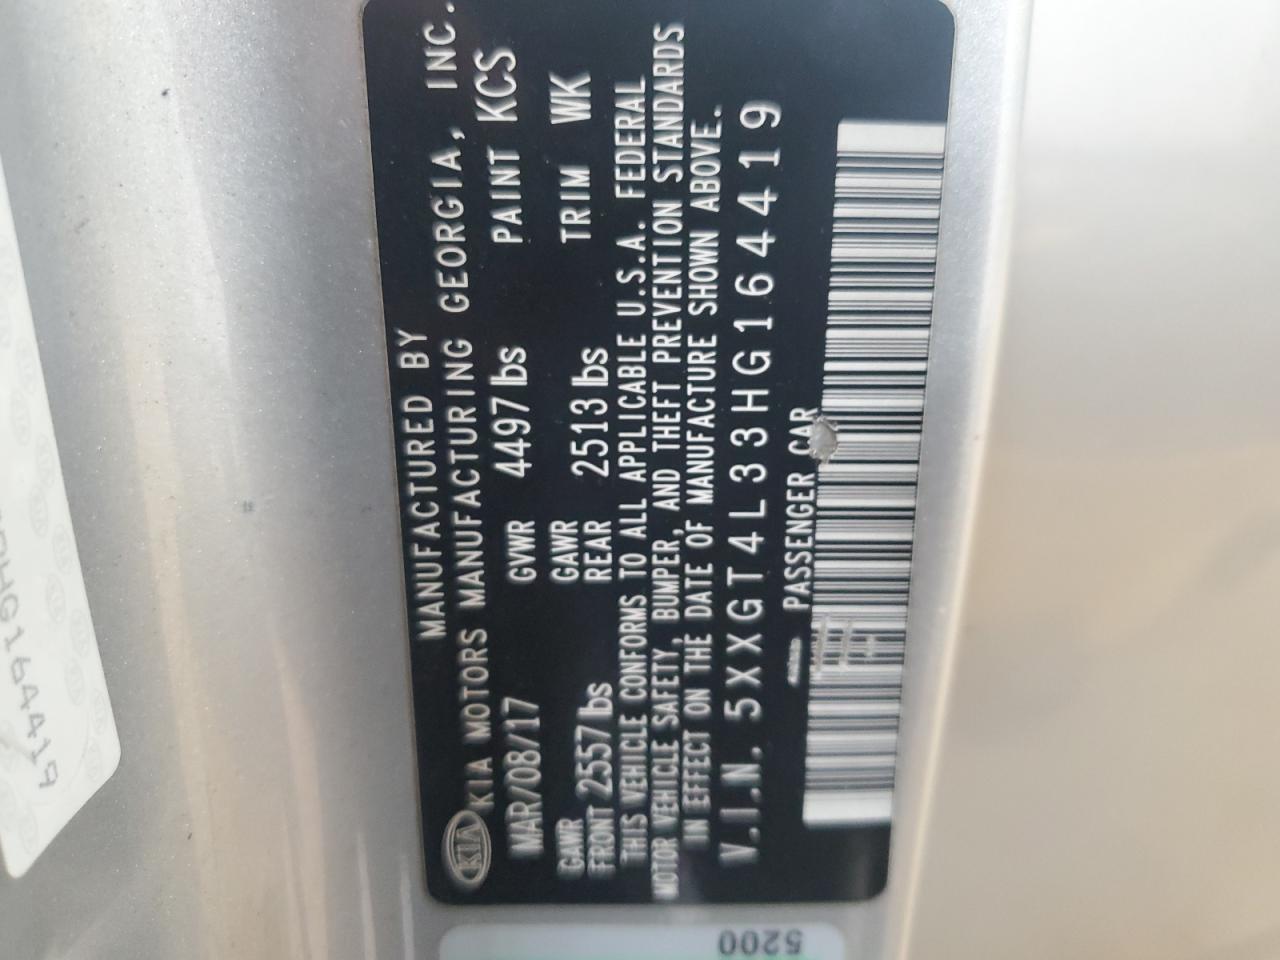 MANUFACTURED BY
KIA KIA MOTORS MANUFACTURING GEORGIA, INC.
MAR/08/17 GVWR 4497 lbs PAINT KCS
GAWR FRONT 2557 lbs GAWR REAR 2513 lbs TRIM WK
THIS VEHICLE CONFORMS TO ALL APPLICABLE U.S.A. FEDERAL
MOTOR VEHICLE SAFETY, BUMPER, AND THEFT PREVENTION STANDARDS
IN EFFECT ON THE DATE OF MANUFACTURE SHOWN ABOVE.
V.I.N. 5XXGT4L33HG164419
PASSENGER CAR
HG164419
5200